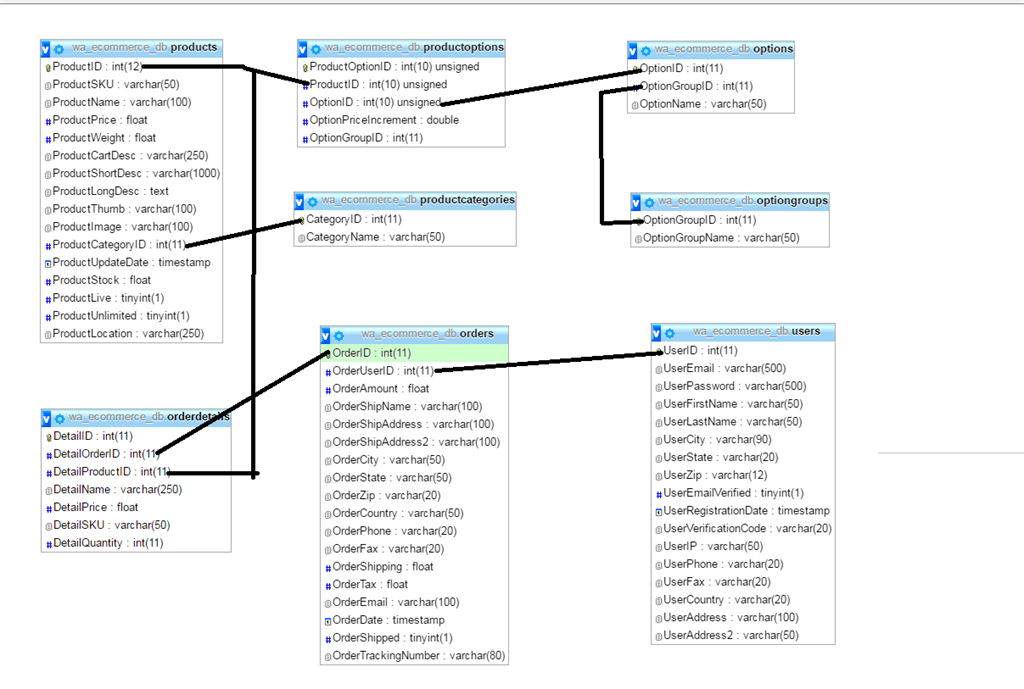 wa_ecommerce_db.products
ProductID : int(12)
ProductSKU : varchar(50)
ProductName : varchar(100)
ProductPrice : float
ProductWeight : float
ProductCartDesc : varchar(250)
ProductShortDesc : varchar(1000)
ProductLongDesc : text
ProductThumb : varchar(100)
ProductImage : varchar(100)
ProductCategoryID : int(11)
ProductUpdateDate : timestamp
ProductStock : float
ProductLive : tinyint(1)
ProductUnlimited : tinyint(1)
ProductLocation : varchar(250)
wa_ecommerce_db.productoptions
ProductOptionID : int(10) unsigned
ProductID : int(10) unsigned
OptionID : int(10) unsigned
OptionPriceIncrement : double
OptionGroupID : int(11)
wa_ecommerce_db.options
OptionID : int(11)
OptionGroupID : int(11)
OptionName : varchar(50)
wa_ecommerce_db.productcategories
CategoryID : int(11)
CategoryName : varchar(50)
wa_ecommerce_db.optiongroups
OptionGroupID : int(11)
OptionGroupName : varchar(50)
wa_ecommerce_db.orderdetails
DetailID : int(11)
DetailOrderID : int(11)
DetailProductID : int(11)
DetailName : varchar(250)
DetailPrice : float
DetailSKU : varchar(50)
DetailQuantity : int(11)
wa_ecommerce_db.orders
OrderID : int(11)
OrderUserID : int(11)
OrderAmount : float
OrderShipName : varchar(100)
OrderShipAddress : varchar(100)
OrderShipAddress2 : varchar(100)
OrderCity : varchar(50)
OrderState : varchar(50)
OrderZip : varchar(20)
OrderCountry : varchar(50)
OrderPhone : varchar(20)
OrderFax : varchar(20)
OrderShipping : float
OrderTax : float
OrderEmail : varchar(100)
OrderDate : timestamp
OrderShipped : tinyint(1)
OrderTrackingNumber : varchar(80)
wa_ecommerce_db.users
UserID : int(11)
UserEmail : varchar(500)
UserPassword : varchar(500)
UserFirstName : varchar(50)
UserLastName : varchar(50)
UserCity : varchar(90)
UserState : varchar(20)
UserZip : varchar(12)
UserEmailVerified : tinyint(1)
UserRegistrationDate : timestamp
UserVerificationCode : varchar(20)
UserIP : varchar(50)
UserPhone : varchar(20)
UserFax : varchar(20)
UserCountry : varchar(20)
UserAddress : varchar(100)
UserAddress2 : varchar(50)